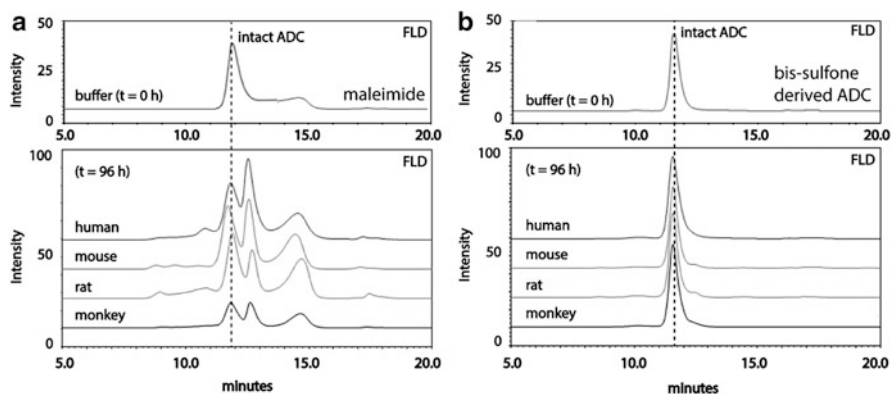 a
50
25
0
Intensity
intact ADC
FLD
buffer (t = 0 h)
maleimide
5.0
10.0
15.0
20.0
100
50
0
Intensity
(t = 96 h)
FLD
human
mouse
rat
monkey
5.0
10.0
15.0
20.0
minutes
b
50
25
0
Intensity
intact ADC
FLD
buffer (t = 0 h)
bis-sulfone
derived ADC
5.0
10.0
15.0
20.0
100
50
0
Intensity
(t = 96 h)
FLD
human
mouse
rat
monkey
5.0
10.0
15.0
20.0
minutes